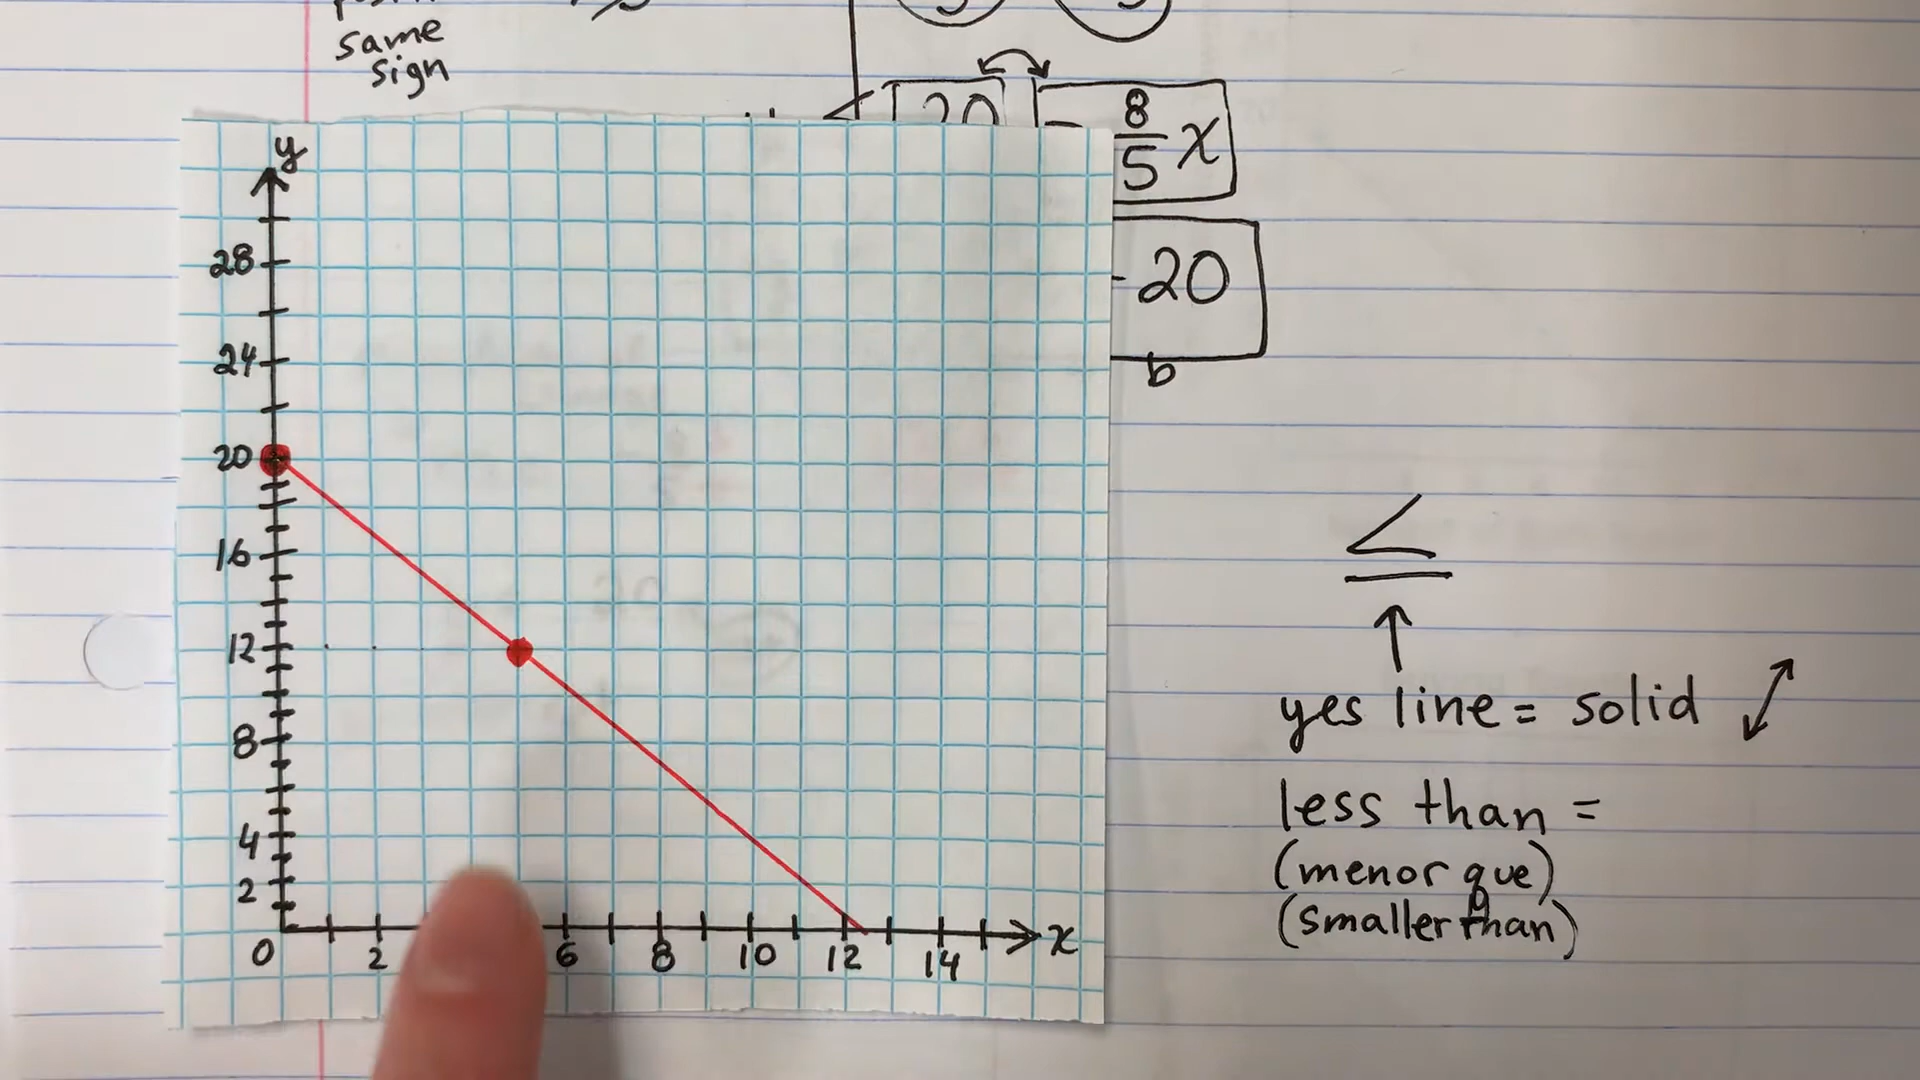 same
sign
20 - 8/5 x
-20
b
y
28
24
20
16
12
8
4
2
0 2 6 8 10 12 14 x
≤
yes line = solid
less than =
(menor que)
(smaller than)